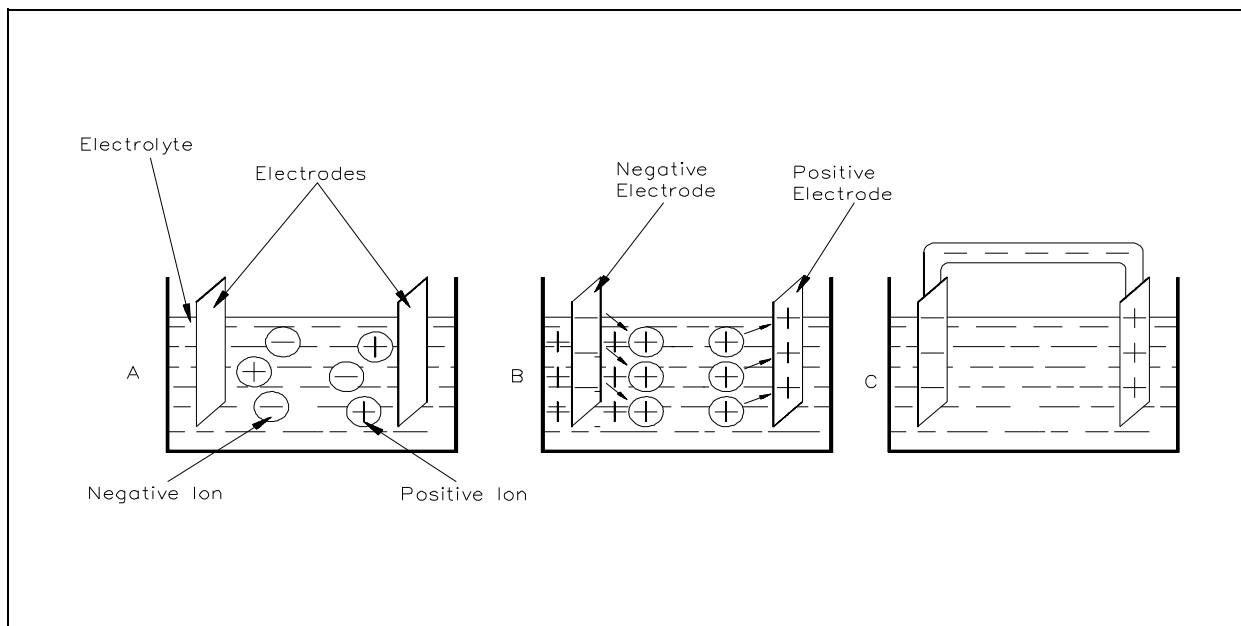 Electrolyte
Electrodes
Negative
Electrode
Positive
Electrode
A
B
C
Negative Ion
Positive Ion